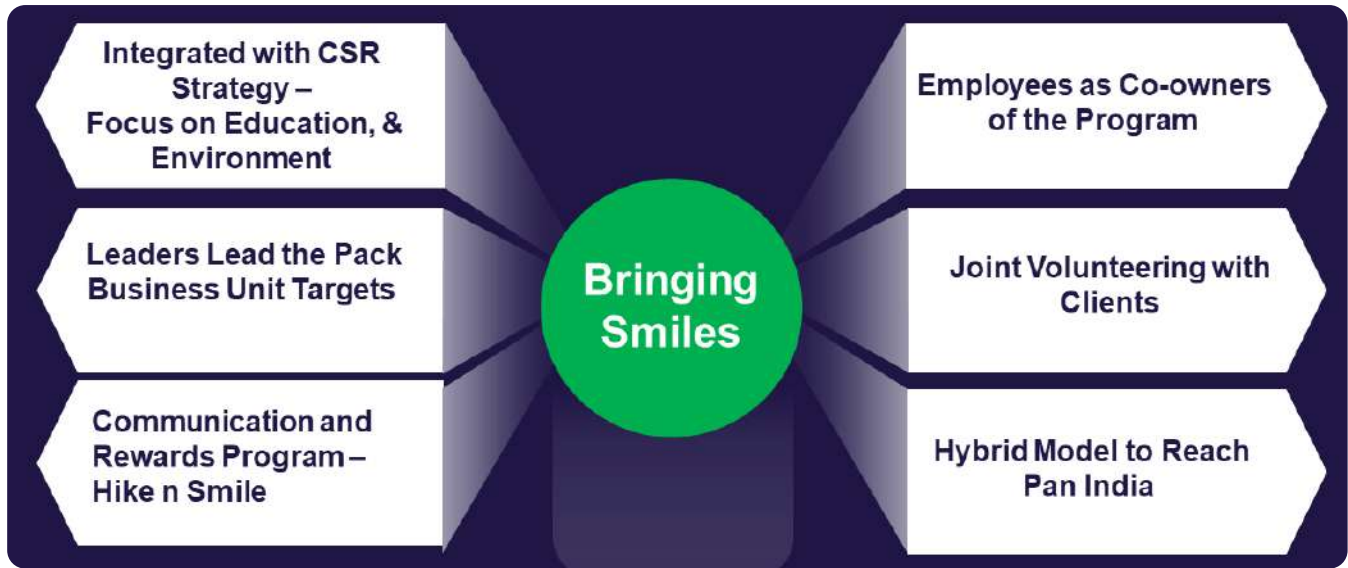 Integrated with CSR
Strategy –
Focus on Education, &
Environment
Leaders Lead the Pack
Business Unit Targets
Communication and
Rewards Program –
Hike n Smile
Bringing
Smiles
Employees as Co-owners
of the Program
Joint Volunteering with
Clients
Hybrid Model to Reach
Pan India